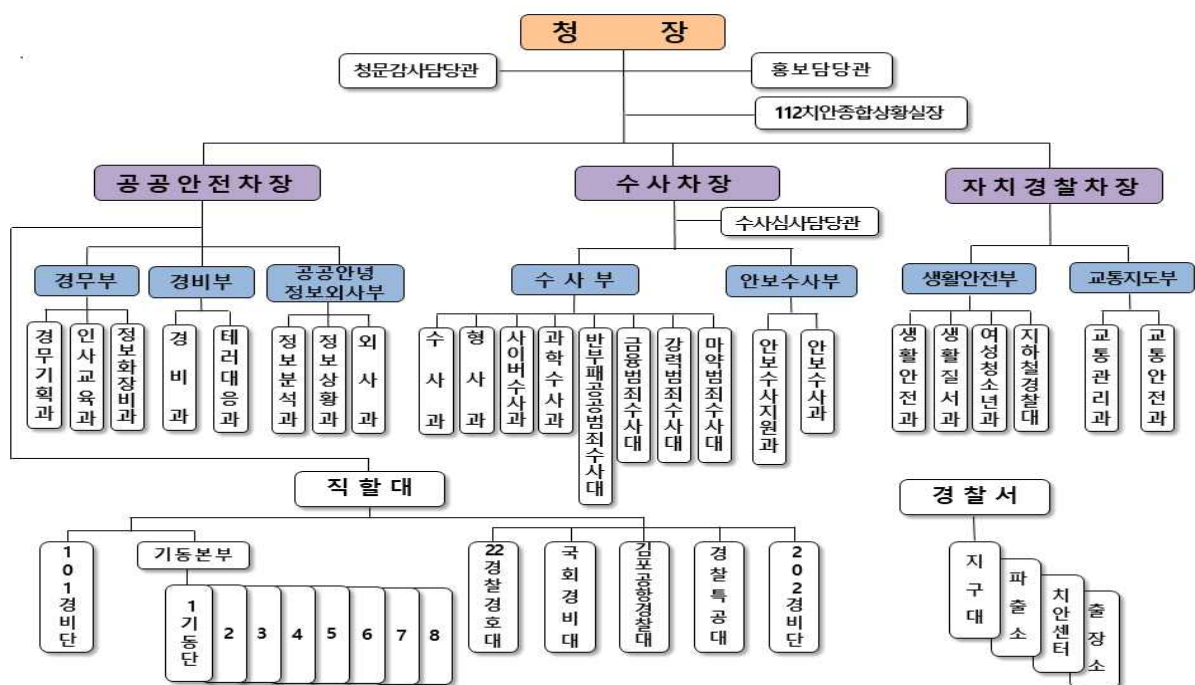 청 장
청문감사담당관
홍보담당관
112치안종합상황실장
공공안전차장
수사차장
자치경찰차장
수사심사담당관
경무부
경비부
공공안녕
정보외사부
수 사 부
안보수사부
생활안전부
교통지도부
경무기획과
인사교육과
정보화장비과
경 비 과
테러대응과
정보분석과
정보상황과
외 사 과
수 사 과
형 사 과
사이버수사과
과학수사과
반부패공공범죄수사대
금융범죄수사대
강력범죄수사대
마약범죄수사대
안보수사지원과
안보수사과
생활안전과
생활질서과
여성청소년과
지하철경찰대
교통관리과
교통안전과
직 할 대
경 찰 서
101경비단
기동본부
1기동단
2
3
4
5
6
7
8
22경찰경호대
국회경비대
김포공항경찰대
경찰특공대
202경비단
지구대
파출소
치안센터
출장소